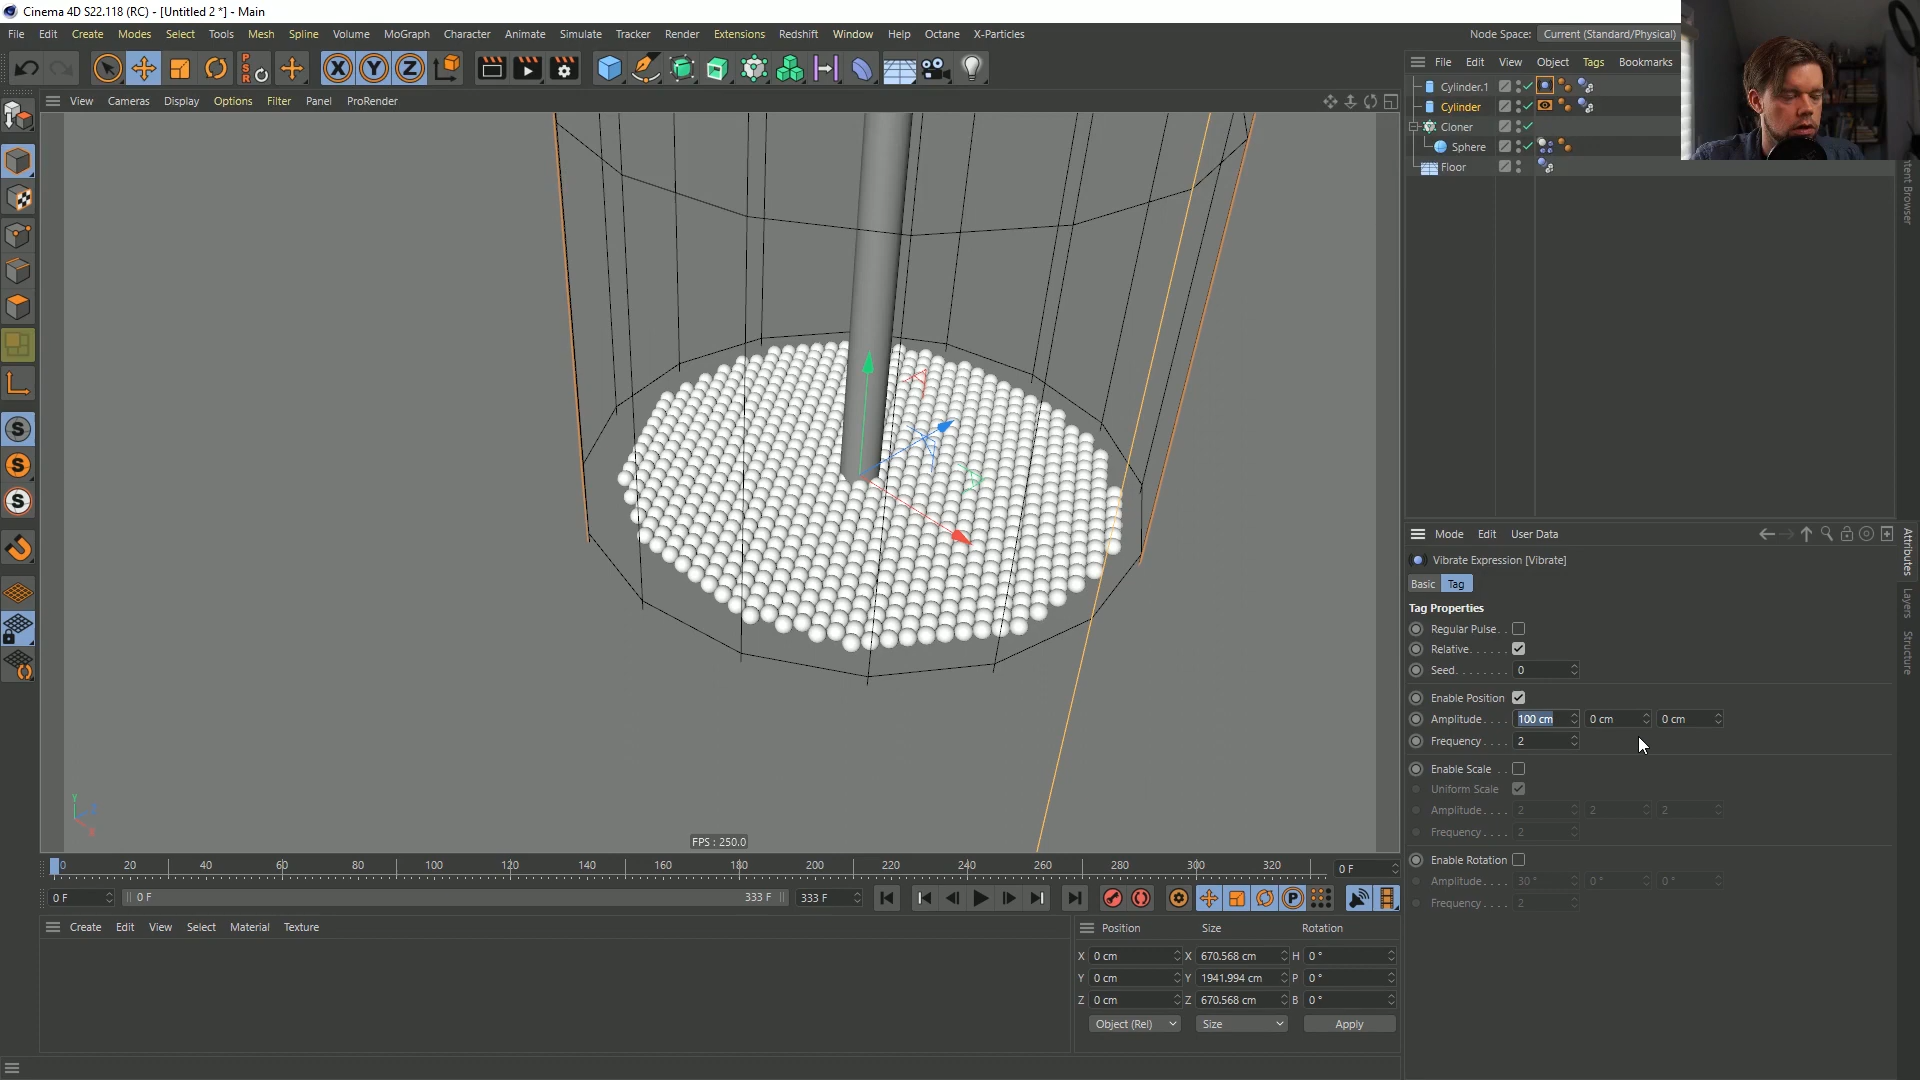 Cinema 4D S22.118 (RC) - [Untitled 2 *] - Main
File Edit Create Modes Select Tools Mesh Spline Volume MoGraph Character Animate Simulate Tracker Render Extensions Redshift Window Help Octane X-Particles
Node Space: Current (Standard/Physical)
PSR X Y Z
File Edit View Object Tags Bookmarks
View Cameras Display Options Filter Panel ProRender
Cylinder.1
Cylinder
Cloner
Sphere
Floor
S
S
S
Y
FPS : 250.0
0 20 40 60 80 100 120 140 160 180 200 220 240 260 280 300 320 0 F
0 F 0 F 333 F 333 F P
Create Edit View Select Material Texture
Position Size Rotation
X 0 cm X 670.568 cm H 0 °
Y 0 cm Y 1941.994 cm P 0 °
Z 0 cm Z 670.568 cm B 0 °
Object (Rel) Size Apply
Mode Edit User Data
Vibrate Expression [Vibrate]
Basic Tag
Tag Properties
Regular Pulse. .
Relative. . . . . .
Seed. . . . . . . . 0
Enable Position
Amplitude. . . . 100 cm 0 cm 0 cm
Frequency . . . . 2
Enable Scale . .
Uniform Scale
Amplitude. . . . 2 2 2
Frequency. . . . 2
Enable Rotation
Amplitude. . . . 30 ° 0 ° 0 °
Frequency. . . . 2
Attributes
Layers
Structure